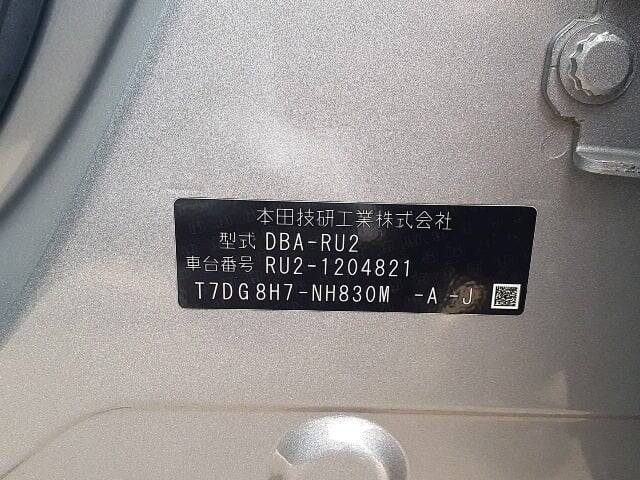 本田技研工業株式会社
型式 DBA-RU2
車台番号 RU2-1204821
T7DG8H7-NH830M -A-J